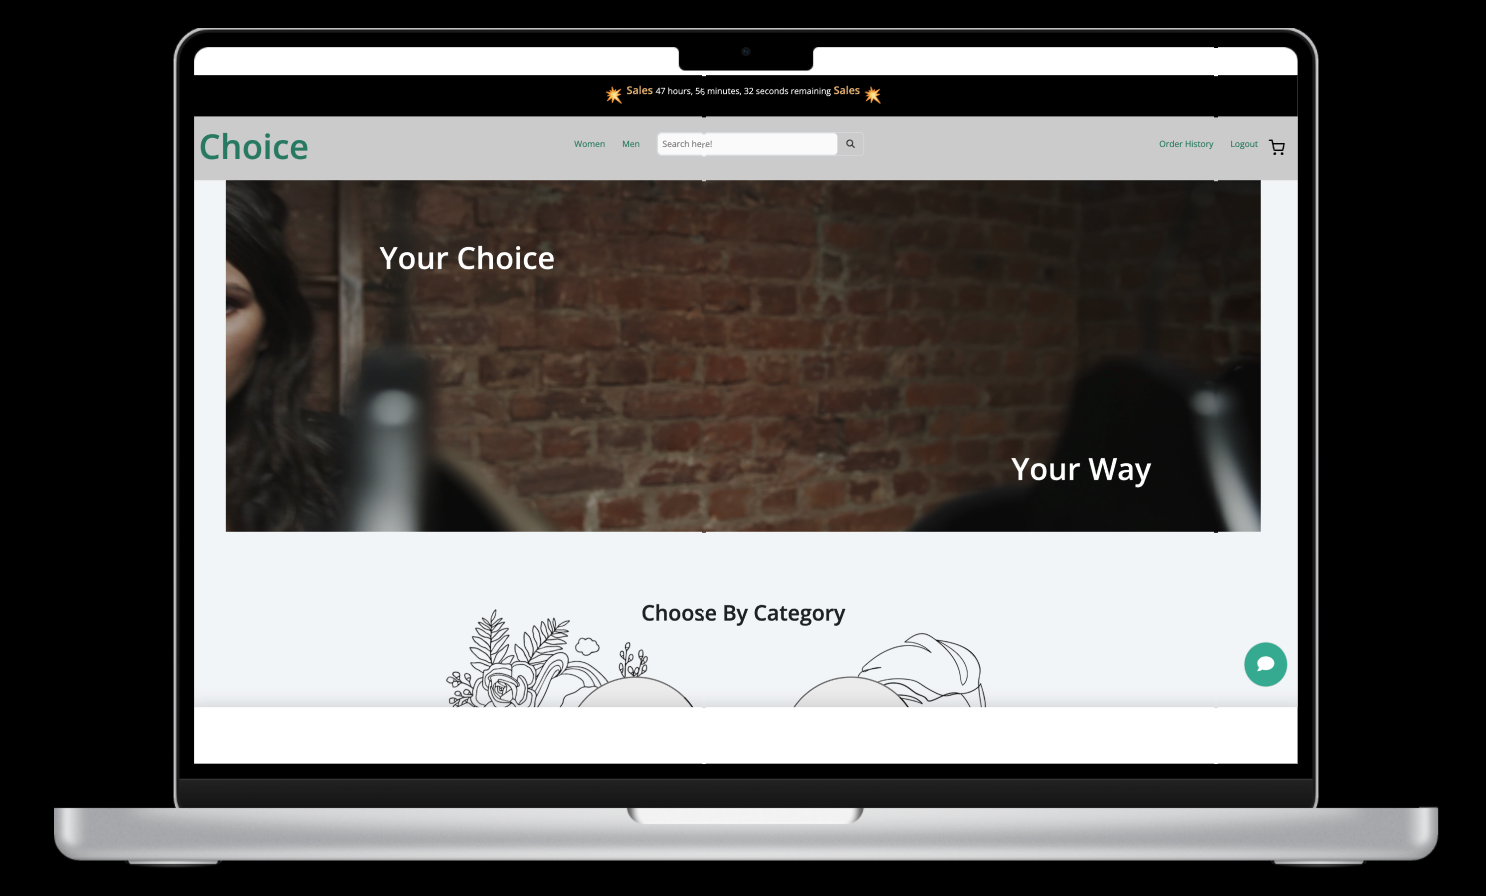 Sales 47 hours, 56 minutes, 32 seconds remaining Sales
Choice
Women Men Search here! Order History Logout
Your Choice
Your Way
Choose By Category